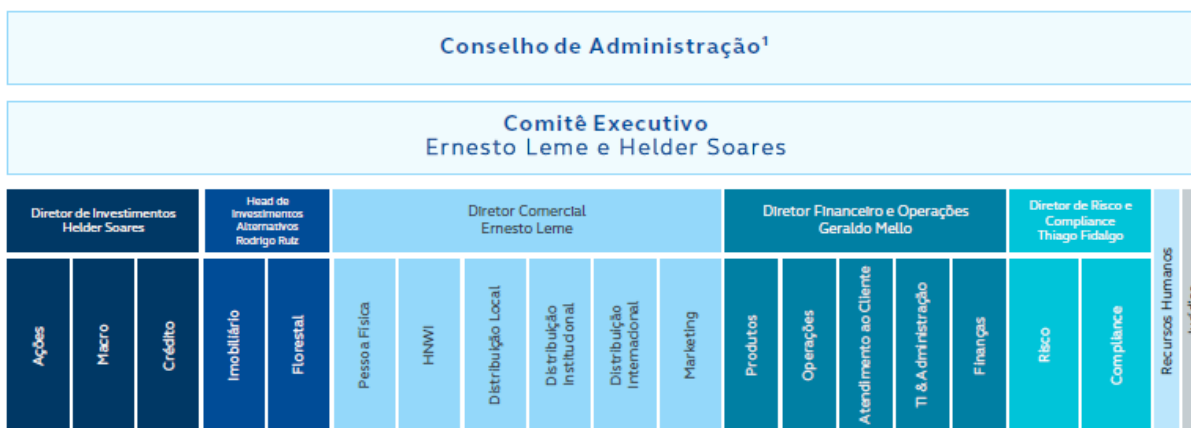 Conselho de Administração¹
Comitê Executivo
Ernesto Leme e Helder Soares
Diretor de Investimentos
Helder Soares
Head de
Investimentos
Alternativos
Rodrigo Ruiz
Diretor Comercial
Ernesto Leme
Diretor Financeiro e Operações
Geraldo Mello
Diretor de Risco e
Compliance
Thiago Fidalgo
Ações
Macro
Crédito
Imobiliário
Florestal
Pessoa Física
HNWI
Distribuição Local
Distribuição
Institucional
Distribuição
Internacional
Marketing
Produtos
Operações
Atendimento ao Cliente
TI & Administração
Finanças
Risco
Compliance
Recursos Humanos